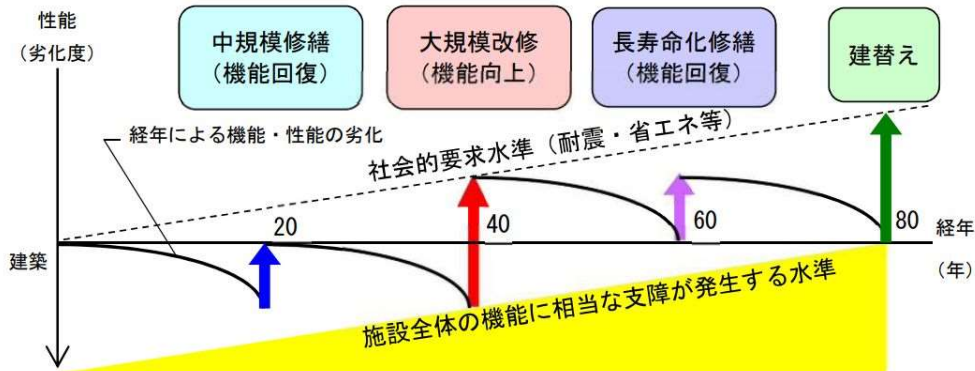 性能
（劣化度）
中規模修繕
（機能回復）
大規模改修
（機能向上）
長寿命化修繕
（機能回復）
建替え
経年による機能・性能の劣化
社会的要求水準（耐震・省エネ等）
20
40
60
80
経年
（年）
建築
施設全体の機能に相当な支障が発生する水準